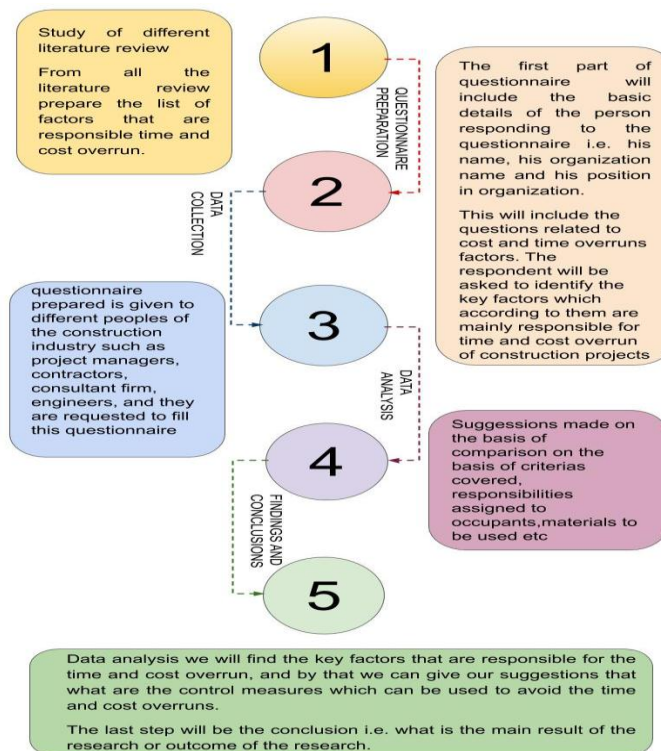 Study of different
literature review
From all the
literature review
prepare the list of
factors that are
responsible time and
cost overrun.
1
QUESTIONNAIRE
PREPARATION
The first part of
questionnaire will
include the basic
details of the person
responding to the
questionnaire i.e. his
name, his organization
name and his position
in organization.
This will include the
questions related to
cost and time overruns
factors. The
respondent will be
asked to identify the
key factors which
according to them are
mainly responsible for
time and cost overrun
of construction projects
2
DATA
COLLECTION
questionnaire
prepared is given to
different peoples of
the construction
industry such as
project managers,
contractors,
consultant firm,
engineers, and they
are requested to fill
this questionnaire
3
DATA
ANALYSIS
Suggessions made on
the basis of
comparison on the
basis of criterias
covered,
responsibilities
assigned to
occupants,materials to
be used etc
4
FINDINGS AND
CONCLUSIONS
5
Data analysis we will find the key factors that are responsible for the
time and cost overrun, and by that we can give our suggestions that
what are the control measures which can be used to avoid the time
and cost overruns.
The last step will be the conclusion i.e. what is the main result of the
research or outcome of the research.